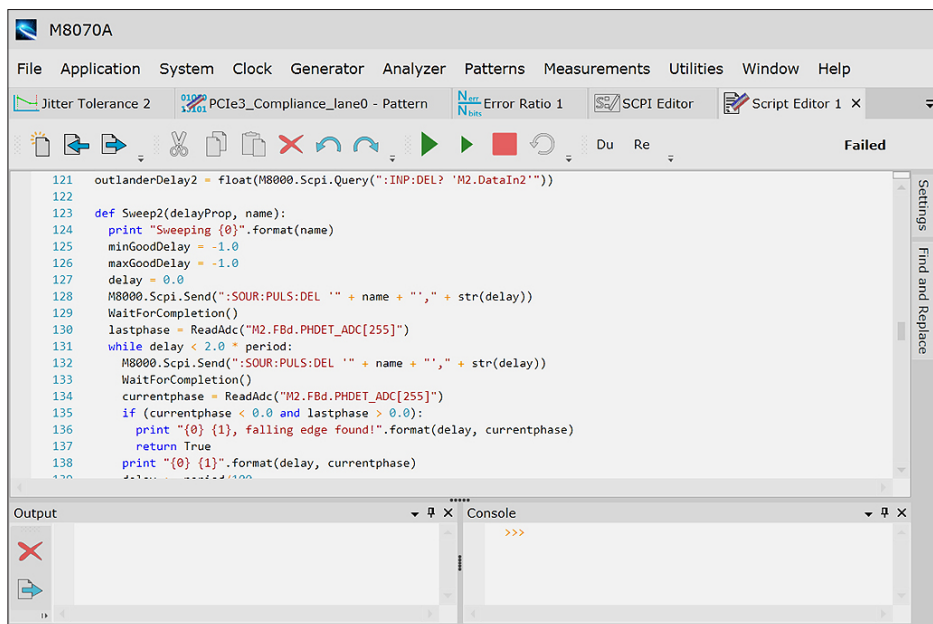 M8070A
File Application System Clock Generator Analyzer Patterns Measurements Utilities Window Help
Jitter Tolerance 2 PCIe3_Compliance_lane0 - Pattern Nerr Nbits Error Ratio 1 SCPI Editor Script Editor 1
Du Re Failed
121 outlanderDelay2 = float(M8000.Scpi.Query(":INP:DEL? 'M2.DataIn2'"))
122
123 def Sweep2(delayProp, name):
124 print "Sweeping {0}".format(name)
125 minGoodDelay = -1.0
126 maxGoodDelay = -1.0
127 delay = 0.0
128 M8000.Scpi.Send(":SOUR:PULS:DEL '" + name + "'," + str(delay))
129 WaitForCompletion()
130 lastphase = ReadAdc("M2.FBd.PHDET_ADC[255]")
131 while delay < 2.0 * period:
132 M8000.Scpi.Send(":SOUR:PULS:DEL '" + name + "'," + str(delay))
133 WaitForCompletion()
134 currentphase = ReadAdc("M2.FBd.PHDET_ADC[255]")
135 if (currentphase < 0.0 and lastphase > 0.0):
136 print "{0} {1}, falling edge found!".format(delay, currentphase)
137 return True
138 print "{0} {1}".format(delay, currentphase)
Settings
Find and Replace
Output
Console
>>>